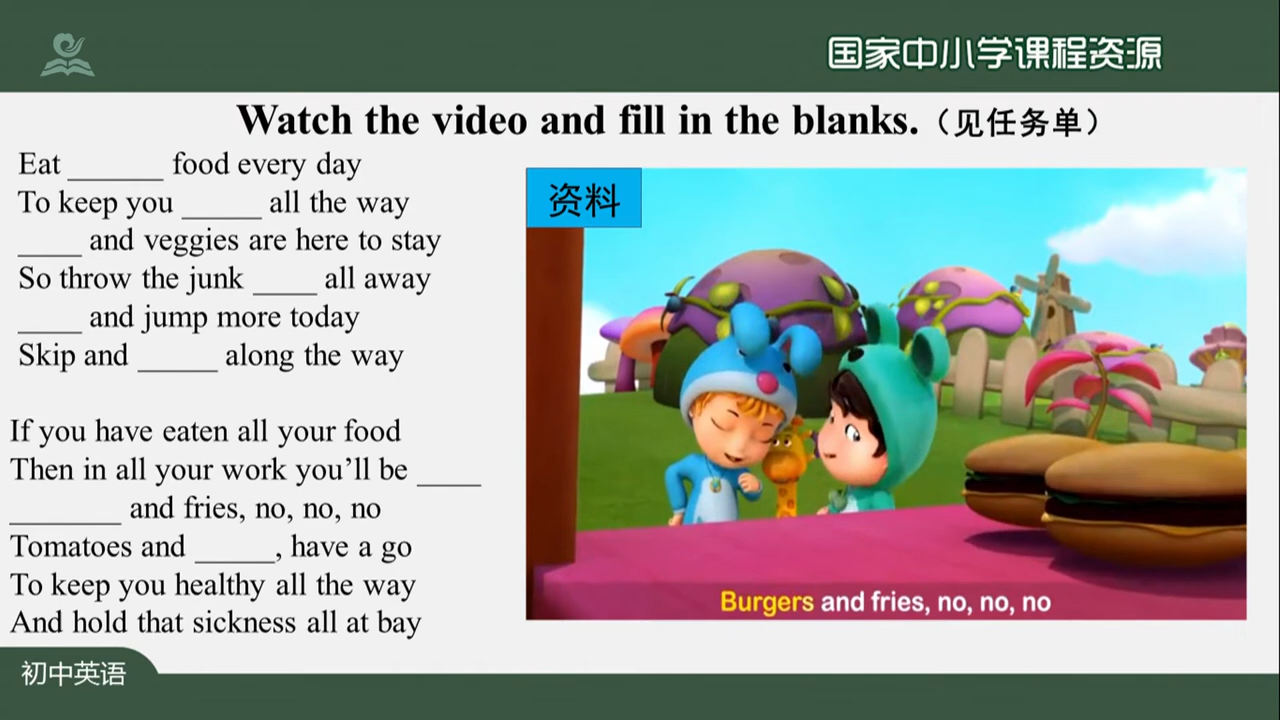 国家中小学课程资源
Watch the video and fill in the blanks.（见任务单）
Eat ______ food every day
To keep you _____ all the way
____ and veggies are here to stay
So throw the junk ____ all away
____ and jump more today
Skip and _____ along the way
If you have eaten all your food
Then in all your work you’ll be ____
_______ and fries, no, no, no
Tomatoes and _____, have a go
To keep you healthy all the way
And hold that sickness all at bay
资料
Burgers and fries, no, no, no
初中英语